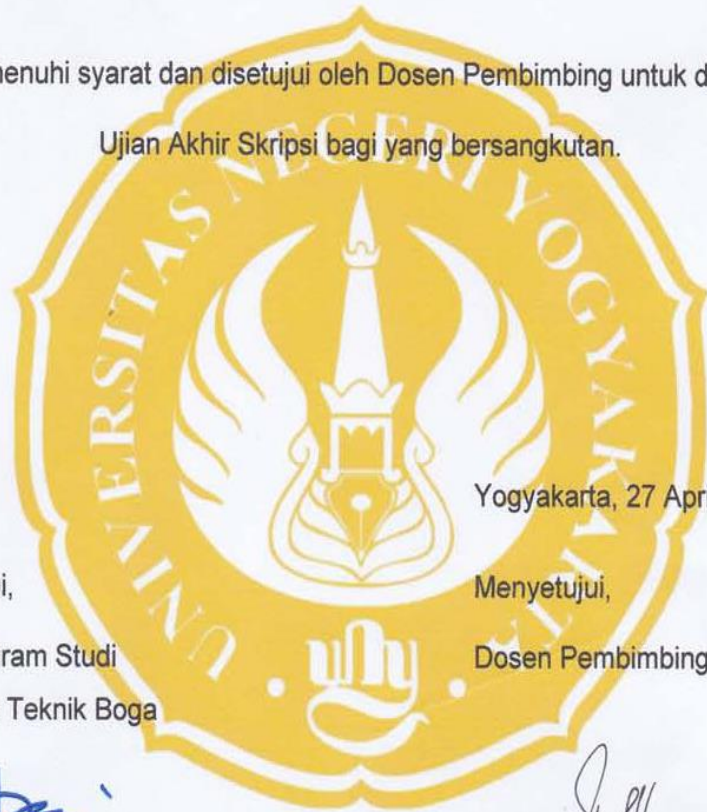 menuhi syarat dan disetujui oleh Dosen Pembimbing untuk d
Ujian Akhir Skripsi bagi yang bersangkutan.
UNIVERSITAS NEGERI YOGYAKARTA
Yogyakarta, 27 Apr
i,
Menyetujui,
ram Studi
Dosen Pembimbing
Teknik Boga
uny